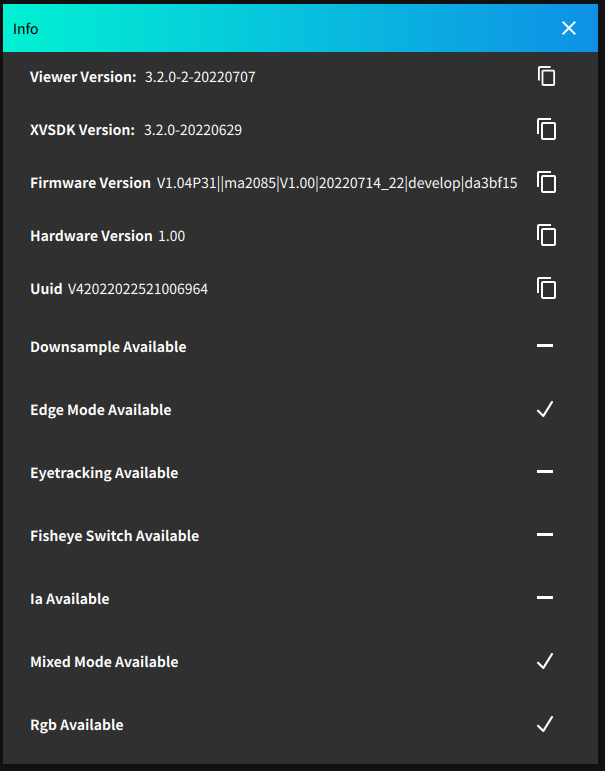 Info
Viewer Version: 3.2.0-2-20220707
XVSDK Version: 3.2.0-20220629
Firmware Version V1.04P31||ma2085|V1.00|20220714_22|develop|da3bf15
Hardware Version 1.00
Uuid V42022022521006964
Downsample Available
Edge Mode Available
Eyetracking Available
Fisheye Switch Available
Ia Available
Mixed Mode Available
Rgb Available